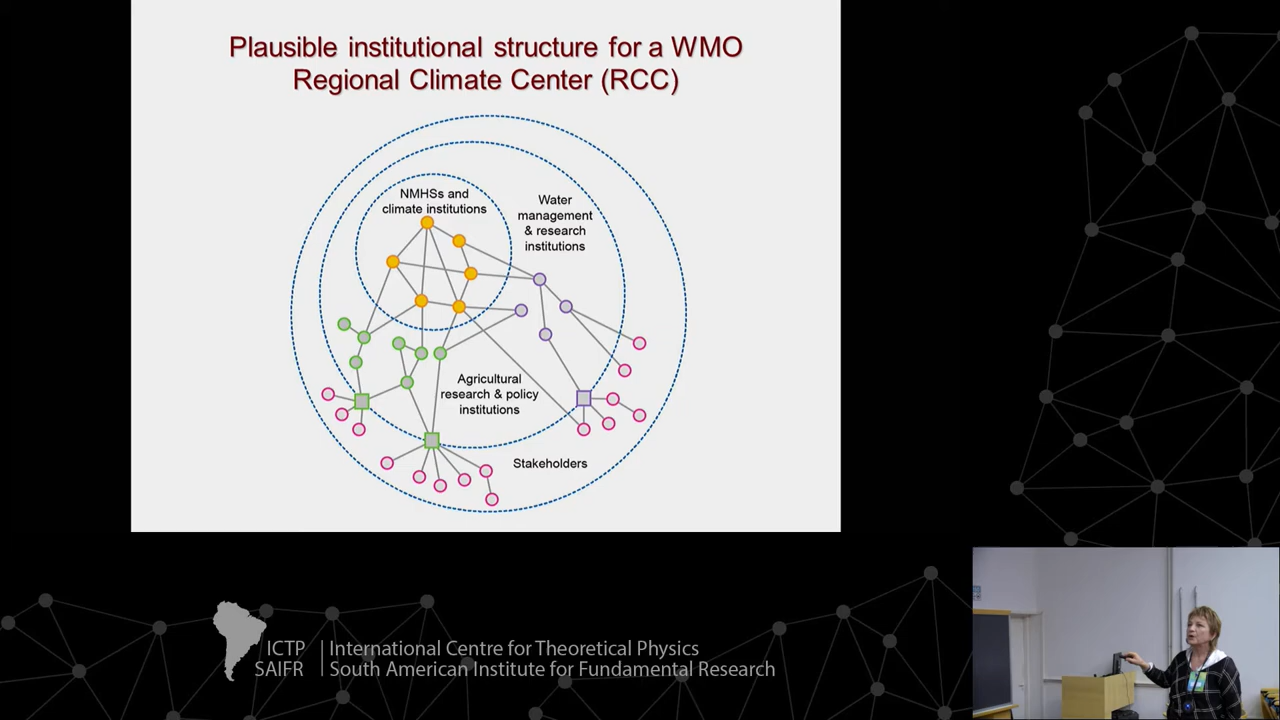 Plausible institutional structure for a WMO
Regional Climate Center (RCC)
NMHSs and
climate institutions
Water
management
& research
institutions
Agricultural
research & policy
institutions
Stakeholders
ICTP
SAIFR
International Centre for Theoretical Physics
South American Institute for Fundamental Research